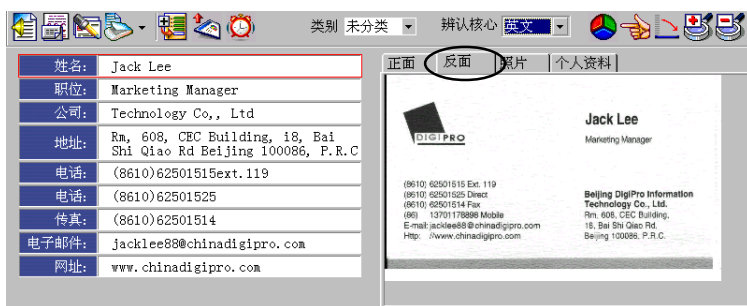 类别 未分类 辨认核心 英文
姓名: Jack Lee
职位: Marketing Manager
公司: Technology Co,, Ltd
地址: Rm, 608, CEC Building, 18, Bai
Shi Qiao Rd Beijing 100086, P.R.C
电话: (8610)62501515ext.119
电话: (8610)62501525
传真: (8610)62501514
电子邮件: jacklee88@chinadigipro.com
网址: www.chinadigipro.com
正面 反面 照片 个人资料
DIGIPRO
Jack Lee
Marketing Manager
(8610) 62501515 Ext. 119
(8610) 62501525 Direct
(8610) 62501514 Fax
(86) 13701178898 Mobile
E-mail: jacklee88@chinadigipro.com
Http: //www.chinadigipro.com
Beijing DigiPro Information
Technology Co., Ltd.
Rm. 608, CEC Building,
18, Bai Shi Qiao Rd.
Beijing 100086, P.R.C.